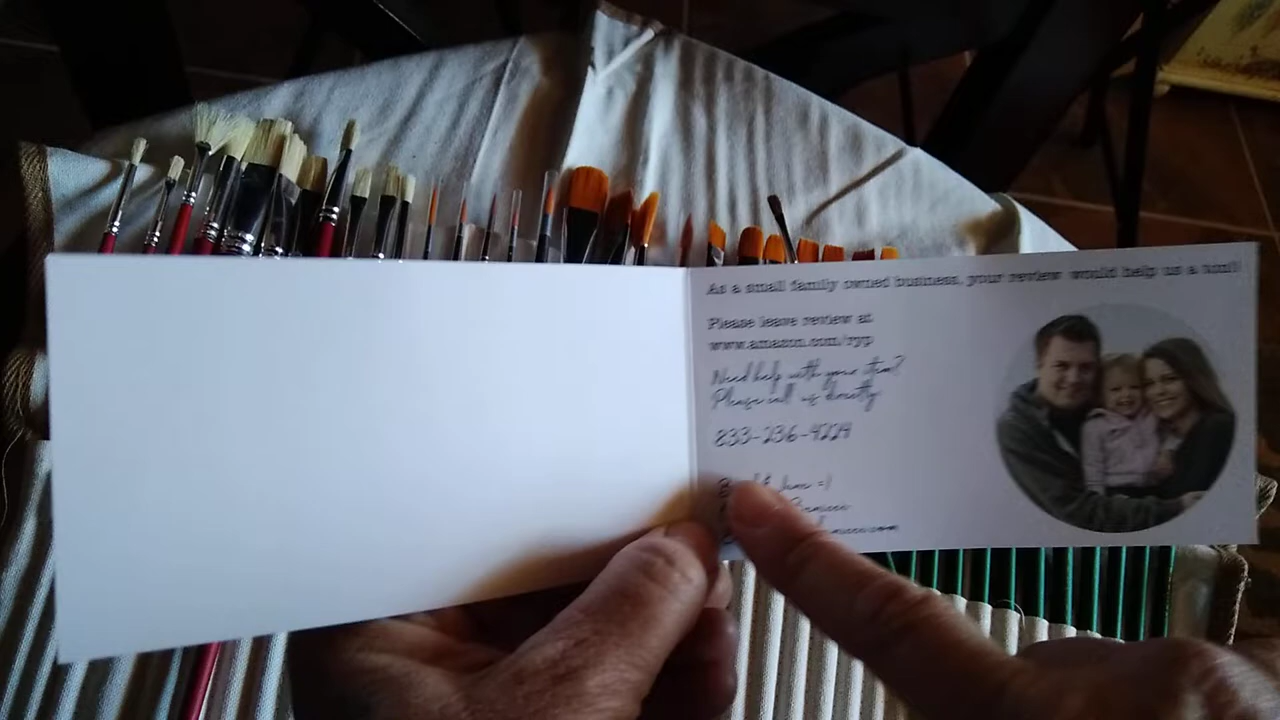 As a small family owned business, your review would help us a ton!
Please leave review at
www.amazon.com/ryp
Need help with your item?
Please call us directly
833-236-4224